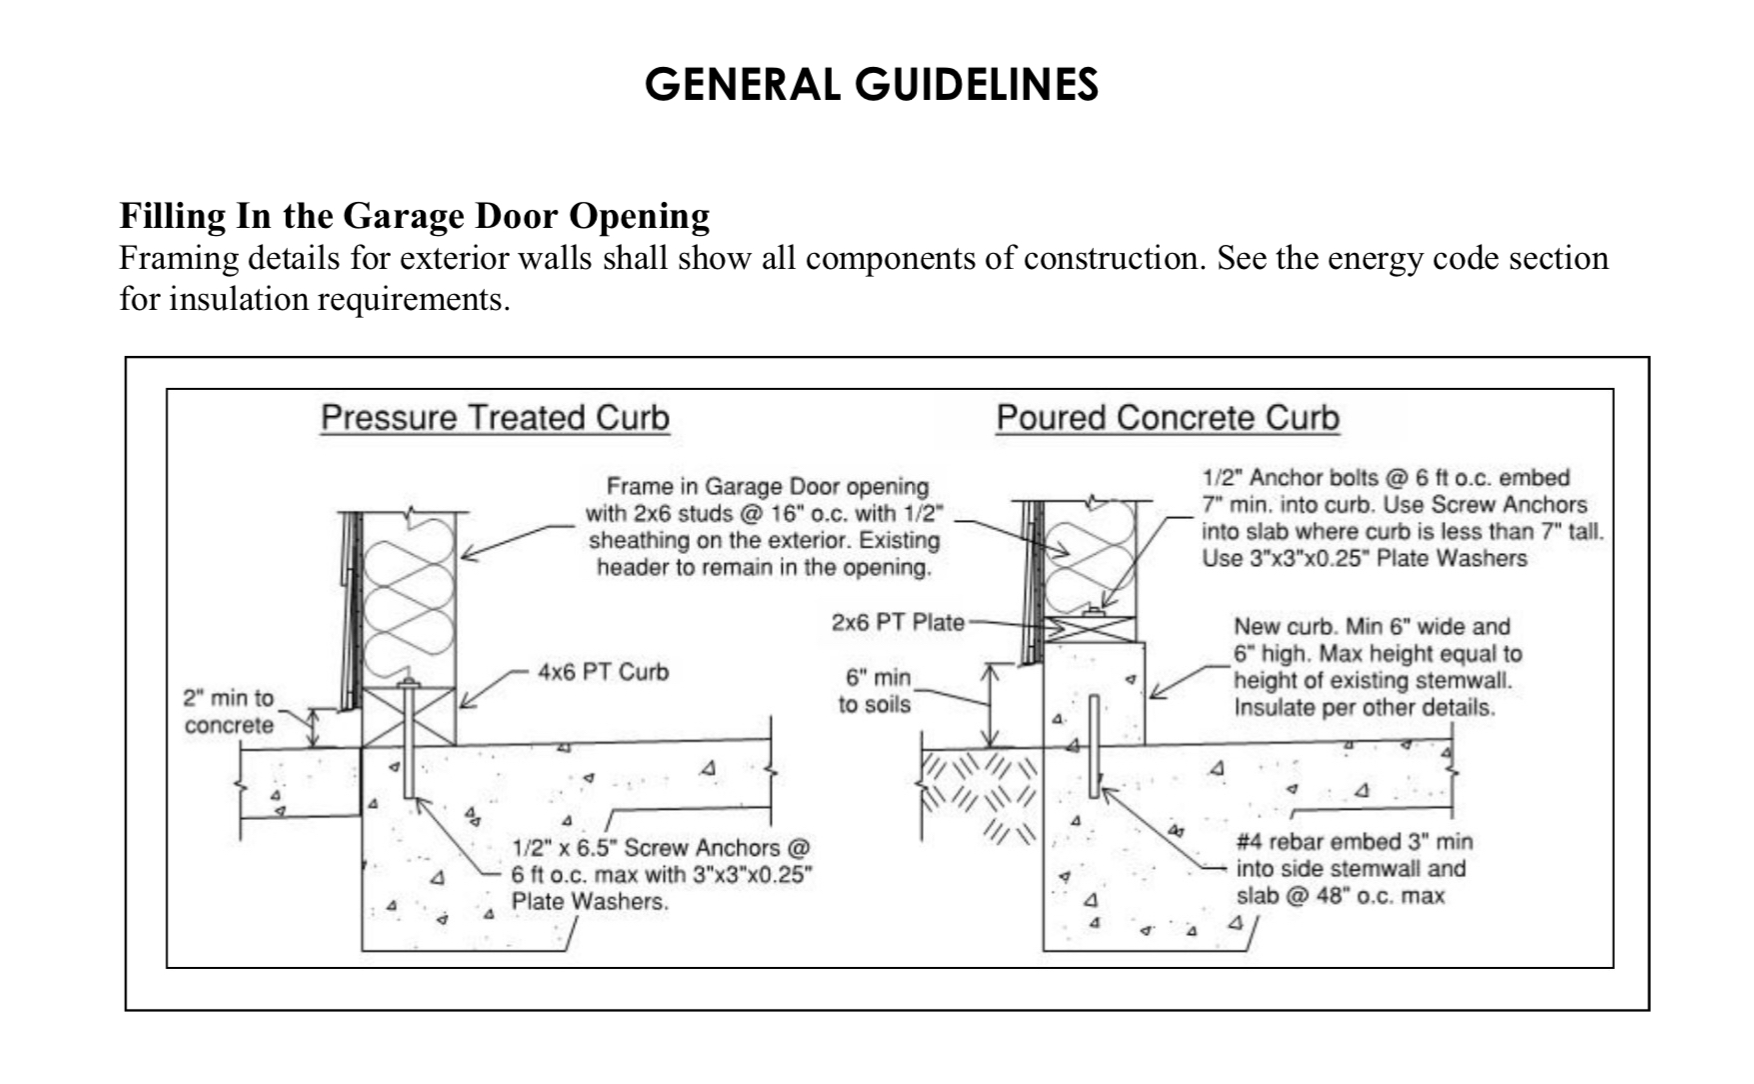 GENERAL GUIDELINES
Filling In the Garage Door Opening
Framing details for exterior walls shall show all components of construction. See the energy code section
for insulation requirements.
Pressure Treated Curb
Frame in Garage Door opening
with 2x6 studs @ 16" o.c. with 1/2"
sheathing on the exterior. Existing
header to remain in the opening.
4x6 PT Curb
2" min to
concrete
1/2" x 6.5" Screw Anchors @
6 ft o.c. max with 3"x3"x0.25"
Plate Washers.
Poured Concrete Curb
1/2" Anchor bolts @ 6 ft o.c. embed
7" min. into curb. Use Screw Anchors
into slab where curb is less than 7" tall.
Use 3"x3"x0.25" Plate Washers
2x6 PT Plate
6" min
to soils
New curb. Min 6" wide and
6" high. Max height equal to
height of existing stemwall.
Insulate per other details.
#4 rebar embed 3" min
into side stemwall and
slab @ 48" o.c. max